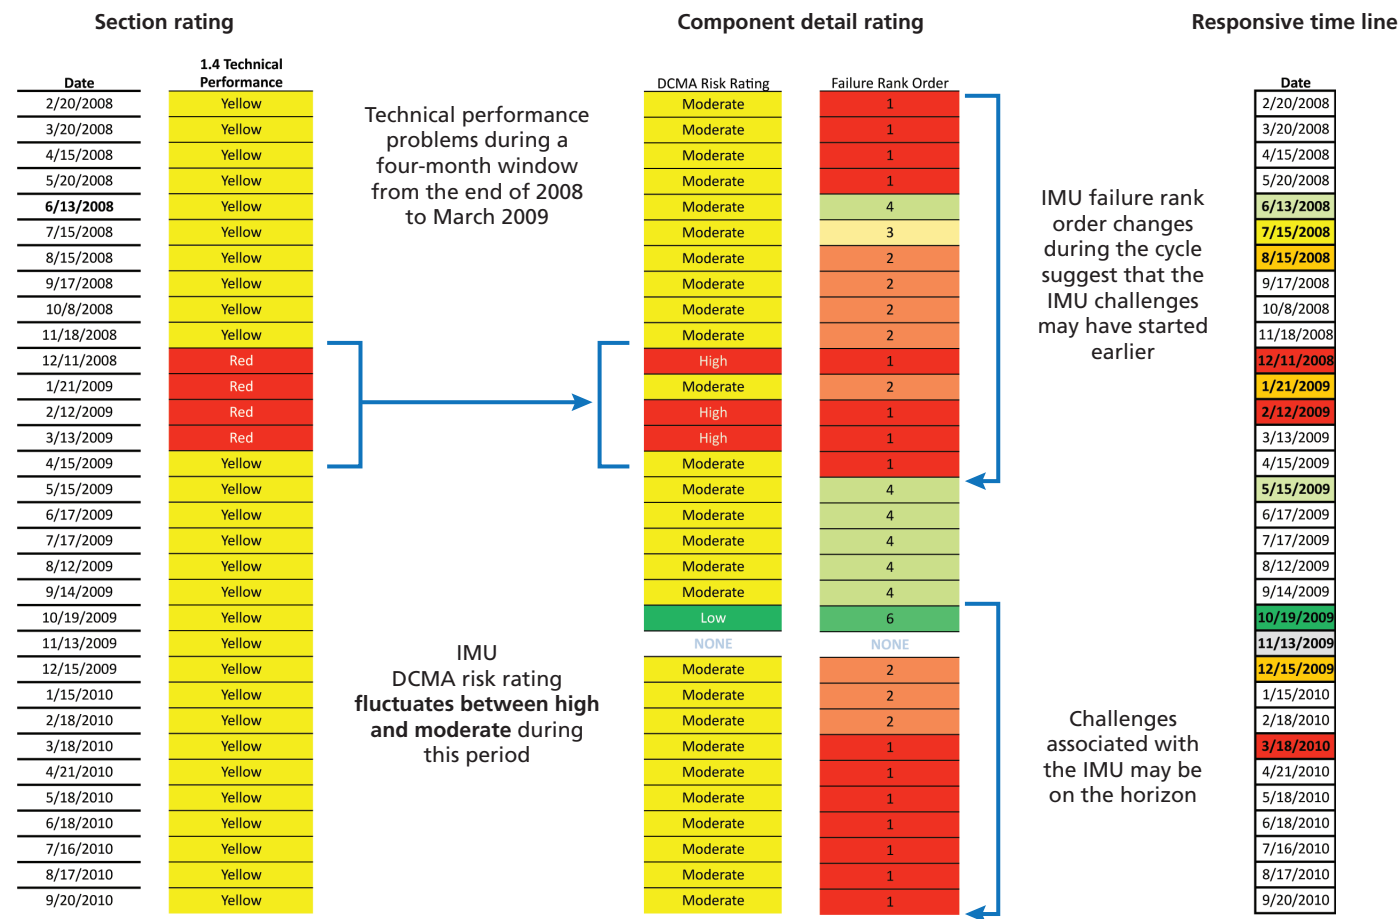 Section rating
Component detail rating
Responsive time line
Date
1.4 Technical
Performance
2/20/2008 Yellow
3/20/2008 Yellow
4/15/2008 Yellow
5/20/2008 Yellow
6/13/2008 Yellow
7/15/2008 Yellow
8/15/2008 Yellow
9/17/2008 Yellow
10/8/2008 Yellow
11/18/2008 Yellow
12/11/2008 Red
1/21/2009 Red
2/12/2009 Red
3/13/2009 Red
4/15/2009 Yellow
5/15/2009 Yellow
6/17/2009 Yellow
7/17/2009 Yellow
8/12/2009 Yellow
9/14/2009 Yellow
10/19/2009 Yellow
11/13/2009 Yellow
12/15/2009 Yellow
1/15/2010 Yellow
2/18/2010 Yellow
3/18/2010 Yellow
4/21/2010 Yellow
5/18/2010 Yellow
6/18/2010 Yellow
7/16/2010 Yellow
8/17/2010 Yellow
9/20/2010 Yellow
Technical performance
problems during a
four-month window
from the end of 2008
to March 2009
IMU
DCMA risk rating
fluctuates between high
and moderate during
this period
DCMA Risk Rating Failure Rank Order
Moderate 1
Moderate 1
Moderate 1
Moderate 1
Moderate 4
Moderate 3
Moderate 2
Moderate 2
Moderate 2
Moderate 2
High 1
Moderate 2
High 1
High 1
Moderate 1
Moderate 4
Moderate 4
Moderate 4
Moderate 4
Moderate 4
Low 6
NONE NONE
Moderate 2
Moderate 2
Moderate 2
Moderate 1
Moderate 1
Moderate 1
Moderate 1
Moderate 1
Moderate 1
Moderate 1
IMU failure rank
order changes
during the cycle
suggest that the
IMU challenges
may have started
earlier
Challenges
associated with
the IMU may be
on the horizon
Date
2/20/2008
3/20/2008
4/15/2008
5/20/2008
6/13/2008
7/15/2008
8/15/2008
9/17/2008
10/8/2008
11/18/2008
12/11/2008
1/21/2009
2/12/2009
3/13/2009
4/15/2009
5/15/2009
6/17/2009
7/17/2009
8/12/2009
9/14/2009
10/19/2009
11/13/2009
12/15/2009
1/15/2010
2/18/2010
3/18/2010
4/21/2010
5/18/2010
6/18/2010
7/16/2010
8/17/2010
9/20/2010